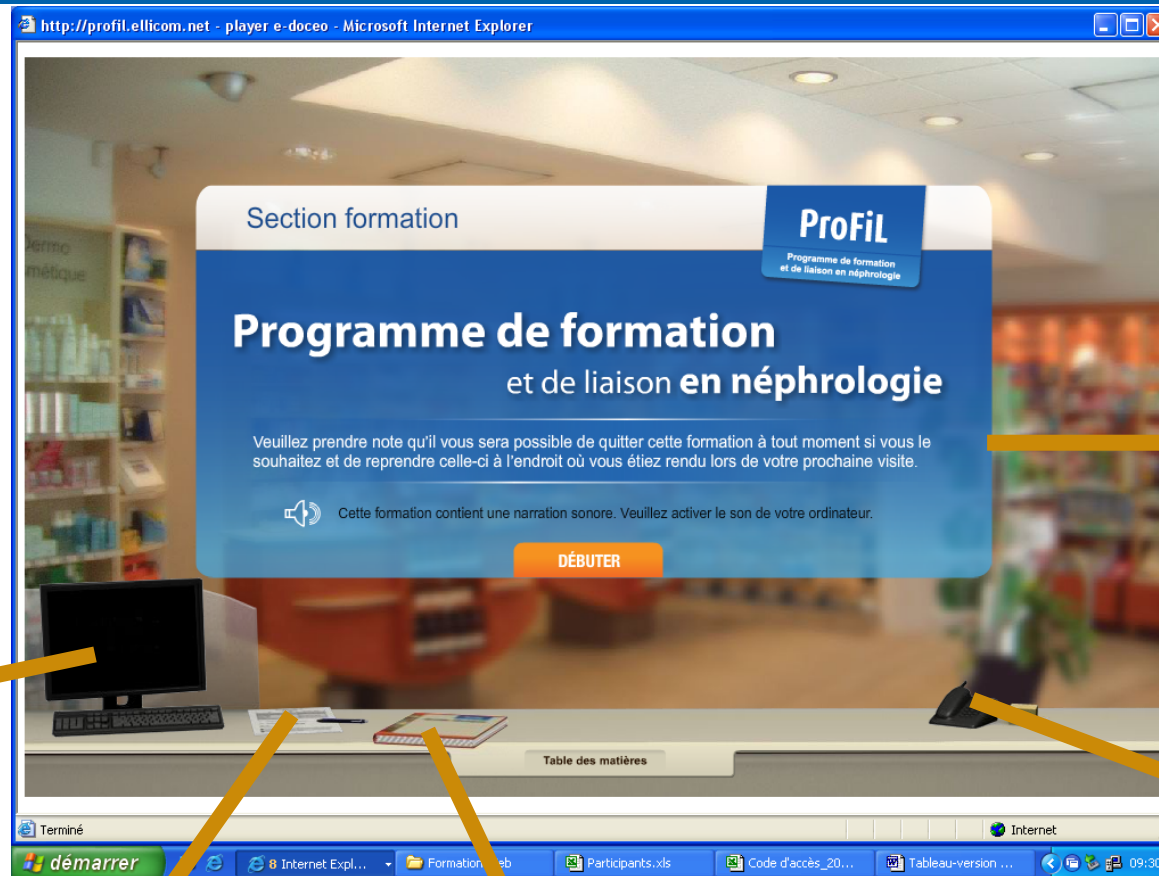 http://profil.ellicom.net - player e-doceo - Microsoft Internet Explorer
Section formation
ProFiL
Programme de formation
et de liaison en néphrologie
Programme de formation
et de liaison en néphrologie
Veuillez prendre note qu'il vous sera possible de quitter cette formation à tout moment si vous le
souhaitez et de reprendre celle-ci à l'endroit où vous étiez rendu lors de votre prochaine visite.
Cette formation contient une narration sonore. Veuillez activer le son de votre ordinateur.
DÉBUTER
Table des matières
Terminé
Internet
démarrer
8 Internet Expl...
Formation
Participants.xls
Code d'accès_20...
Tableau-version ...
09:30